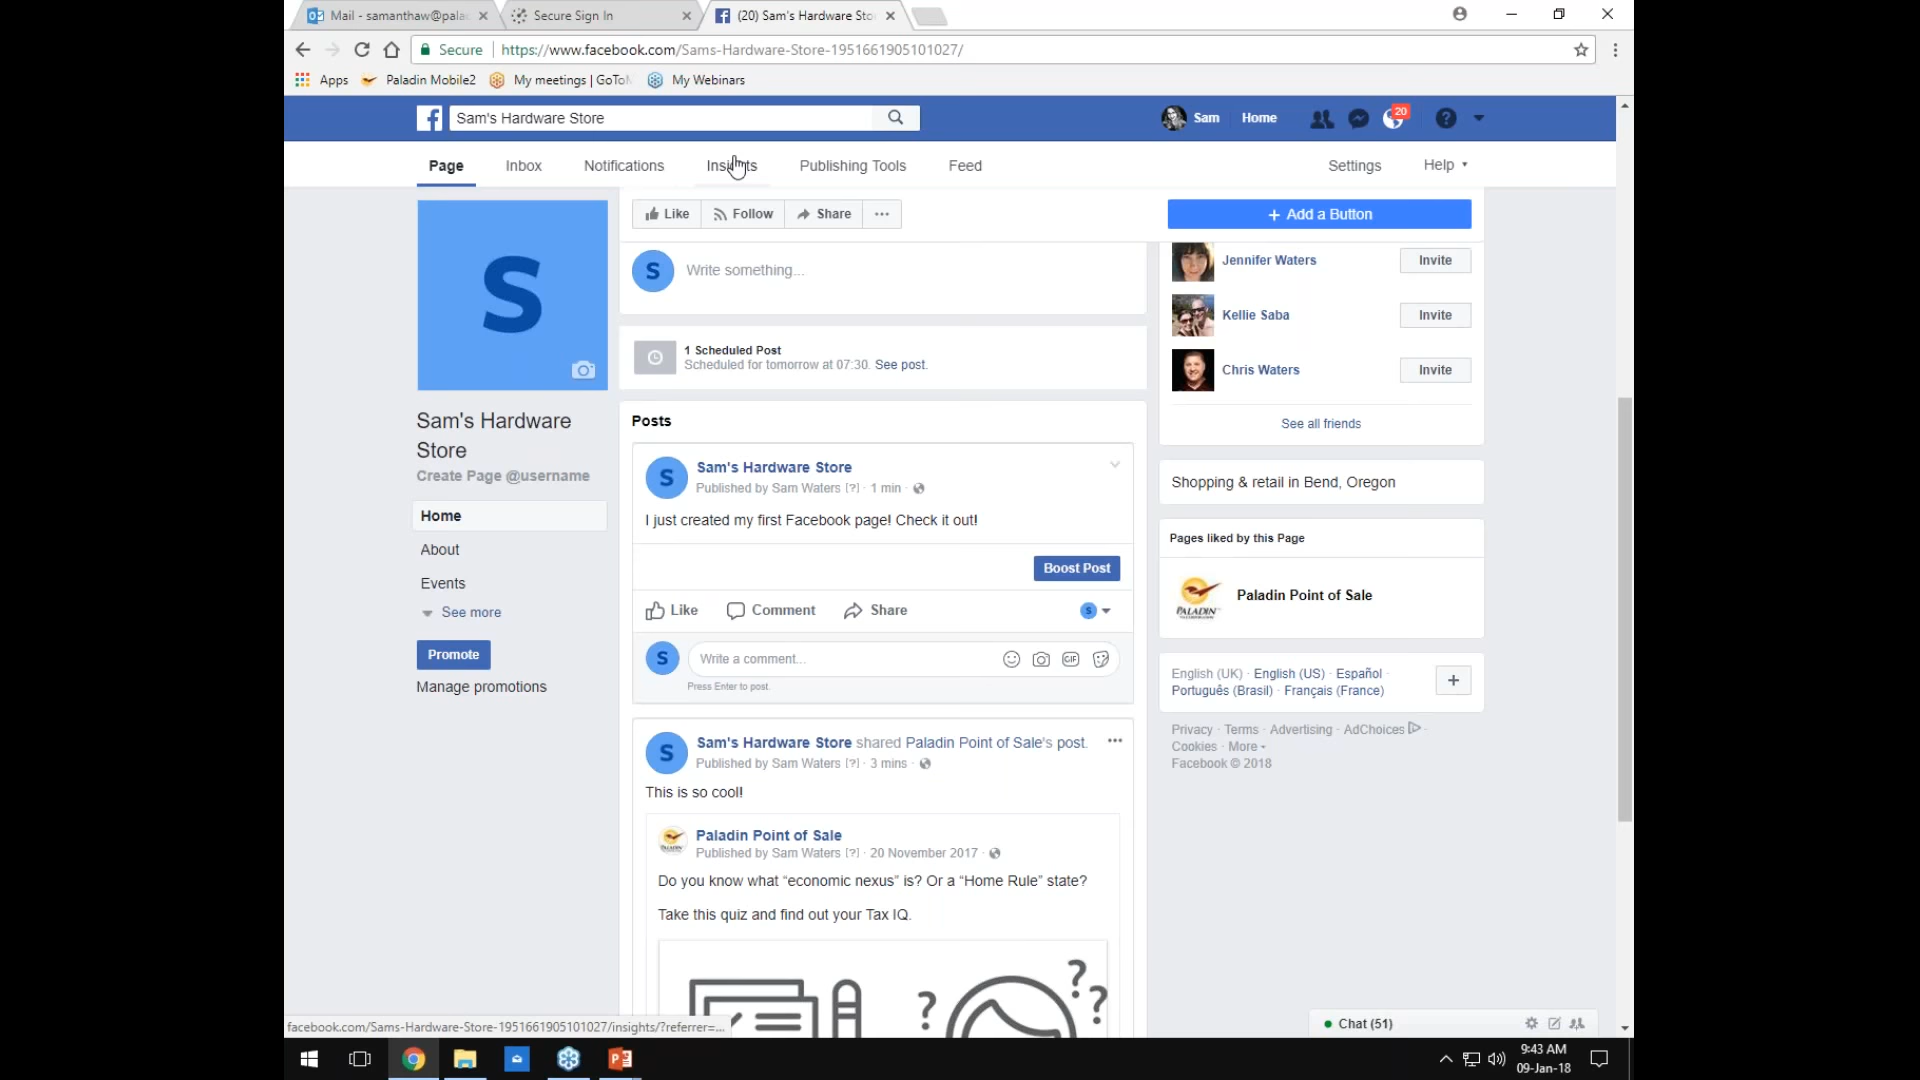 Mail - samanthaw@pala
Secure Sign In
(20) Sam's Hardware Sto
Secure
https://www.facebook.com/Sams-Hardware-Store-1951661905101027/
Apps
Paladin Mobile2
My meetings | GoToM
My Webinars
Sam's Hardware Store
Sam
Home
20
Page
Inbox
Notifications
Insights
Publishing Tools
Feed
Settings
Help
S
Like
Follow
Share
+ Add a Button
S
Write something...
Jennifer Waters
Invite
Kellie Saba
Invite
Chris Waters
Invite
See all friends
1 Scheduled Post
Scheduled for tomorrow at 07:30. See post.
Posts
Sam's Hardware
Store
Create Page @username
Home
About
Events
See more
Promote
Manage promotions
S
Sam's Hardware Store
Published by Sam Waters [?] · 1 min ·
I just created my first Facebook page! Check it out!
Boost Post
Like
Comment
Share
S
S
Write a comment...
GIF
Press Enter to post.
S
Sam's Hardware Store shared Paladin Point of Sale's post.
Published by Sam Waters [?] · 3 mins ·
This is so cool!
PALADIN
Paladin Point of Sale
Published by Sam Waters [?] · 20 November 2017 ·
Do you know what “economic nexus” is? Or a “Home Rule” state?
Take this quiz and find out your Tax IQ.
? ? ?
Shopping & retail in Bend, Oregon
Pages liked by this Page
PALADIN
Paladin Point of Sale
English (UK) · English (US) · Español ·
Português (Brasil) · Français (France)
+
Privacy · Terms · Advertising · AdChoices ·
Cookies · More
Facebook © 2018
Chat (51)
facebook.com/Sams-Hardware-Store-1951661905101027/insights/?referrer=...
9:43 AM
09-Jan-18